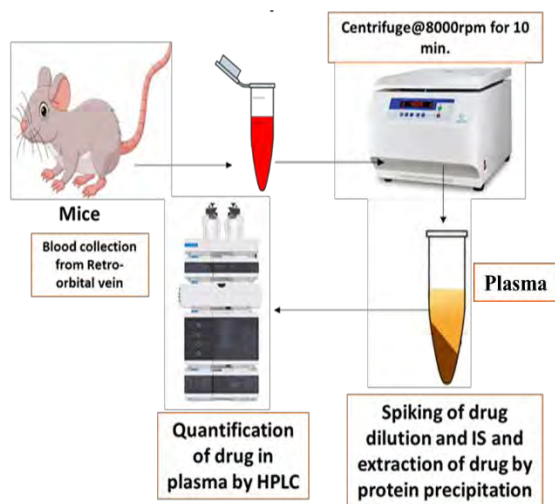 Centrifuge@8000rpm for 10
min.
Mice
Blood collection
from Retro-
orbital vein
Plasma
Quantification
of drug in
plasma by HPLC
Spiking of drug
dilution and IS and
extraction of drug by
protein precipitation